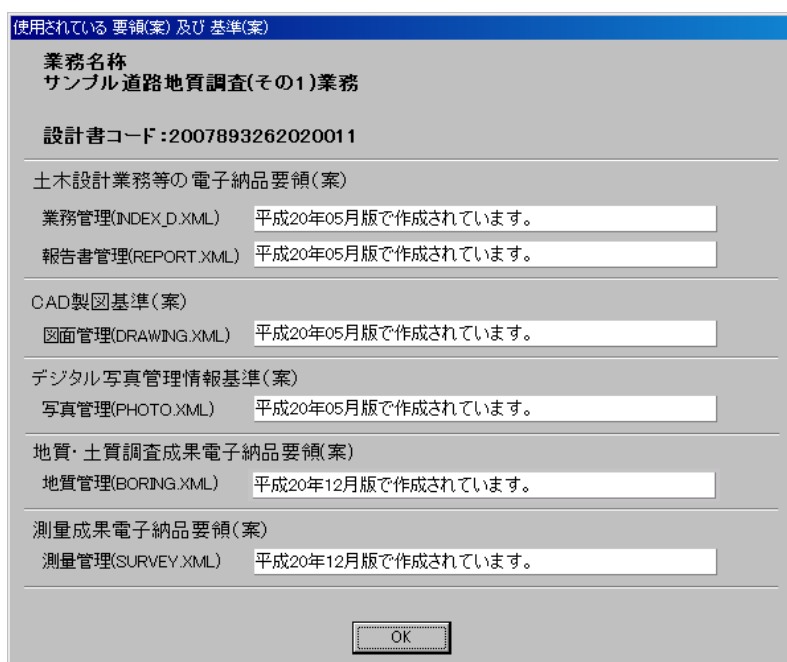 使用されている 要領(案) 及び 基準(案)
業務名称
サンプル道路地質調査(その1)業務
設計書コード:2007893262020011
土木設計業務等の電子納品要領(案)
業務管理(INDEX_D.XML) 平成20年05月版で作成されています。
報告書管理(REPORT.XML) 平成20年05月版で作成されています。
CAD製図基準(案)
図面管理(DRAWING.XML) 平成20年05月版で作成されています。
デジタル写真管理情報基準(案)
写真管理(PHOTO.XML) 平成20年05月版で作成されています。
地質・土質調査成果電子納品要領(案)
地質管理(BORING.XML) 平成20年12月版で作成されています。
測量成果電子納品要領(案)
測量管理(SURVEY.XML) 平成20年12月版で作成されています。
OK